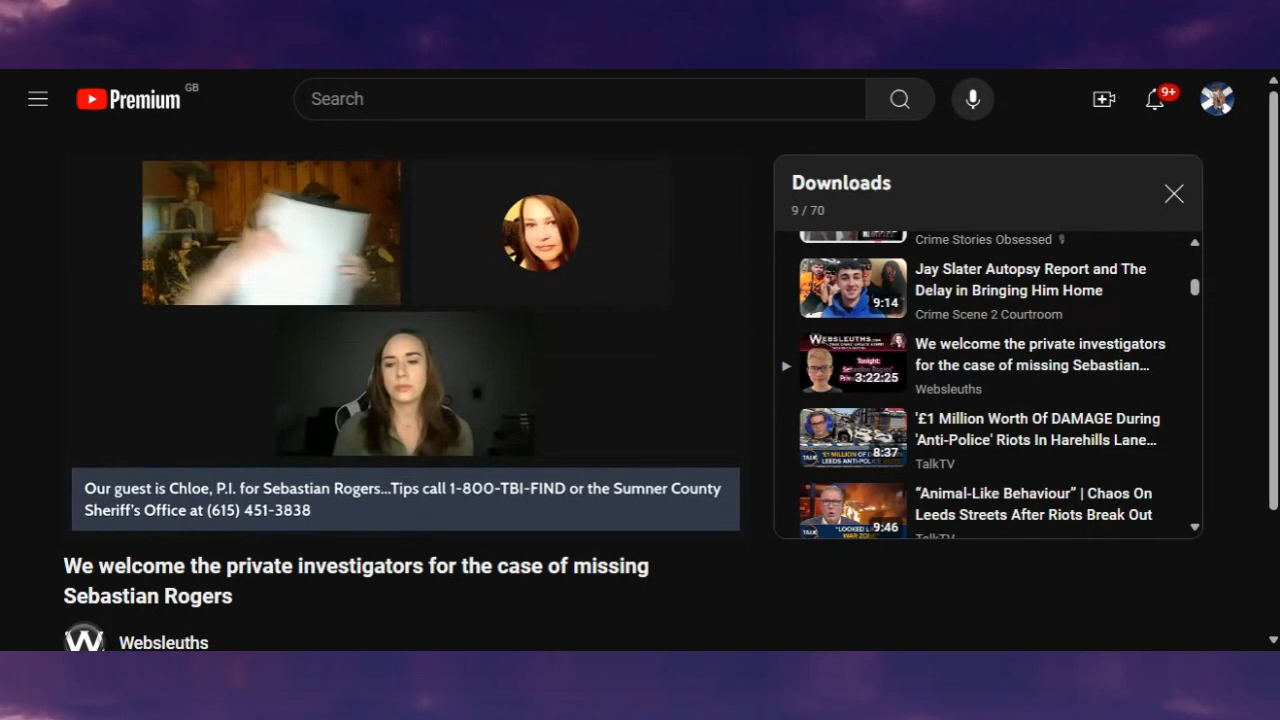 Premium GB
Search
9+
Downloads
9 / 70
Crime Stories Obsessed
Jay Slater Autopsy Report and The
Delay in Bringing Him Home
9:14
Crime Scene 2 Courtroom
WEBSLEUTHS.COM
Tonight:
We welcome the private investigators
for the case of missing Sebastian...
3:22:25
Websleuths
'£1 Million Worth Of DAMAGE During
'Anti-Police' Riots In Harehills Lane...
8:37
TalkTV
“Animal-Like Behaviour” | Chaos On
Leeds Streets After Riots Break Out
9:46
TalkTV
Our guest is Chloe, P.I. for Sebastian Rogers...Tips call 1-800-TBI-FIND or the Sumner County
Sheriff's Office at (615) 451-3838
We welcome the private investigators for the case of missing
Sebastian Rogers
W
Websleuths